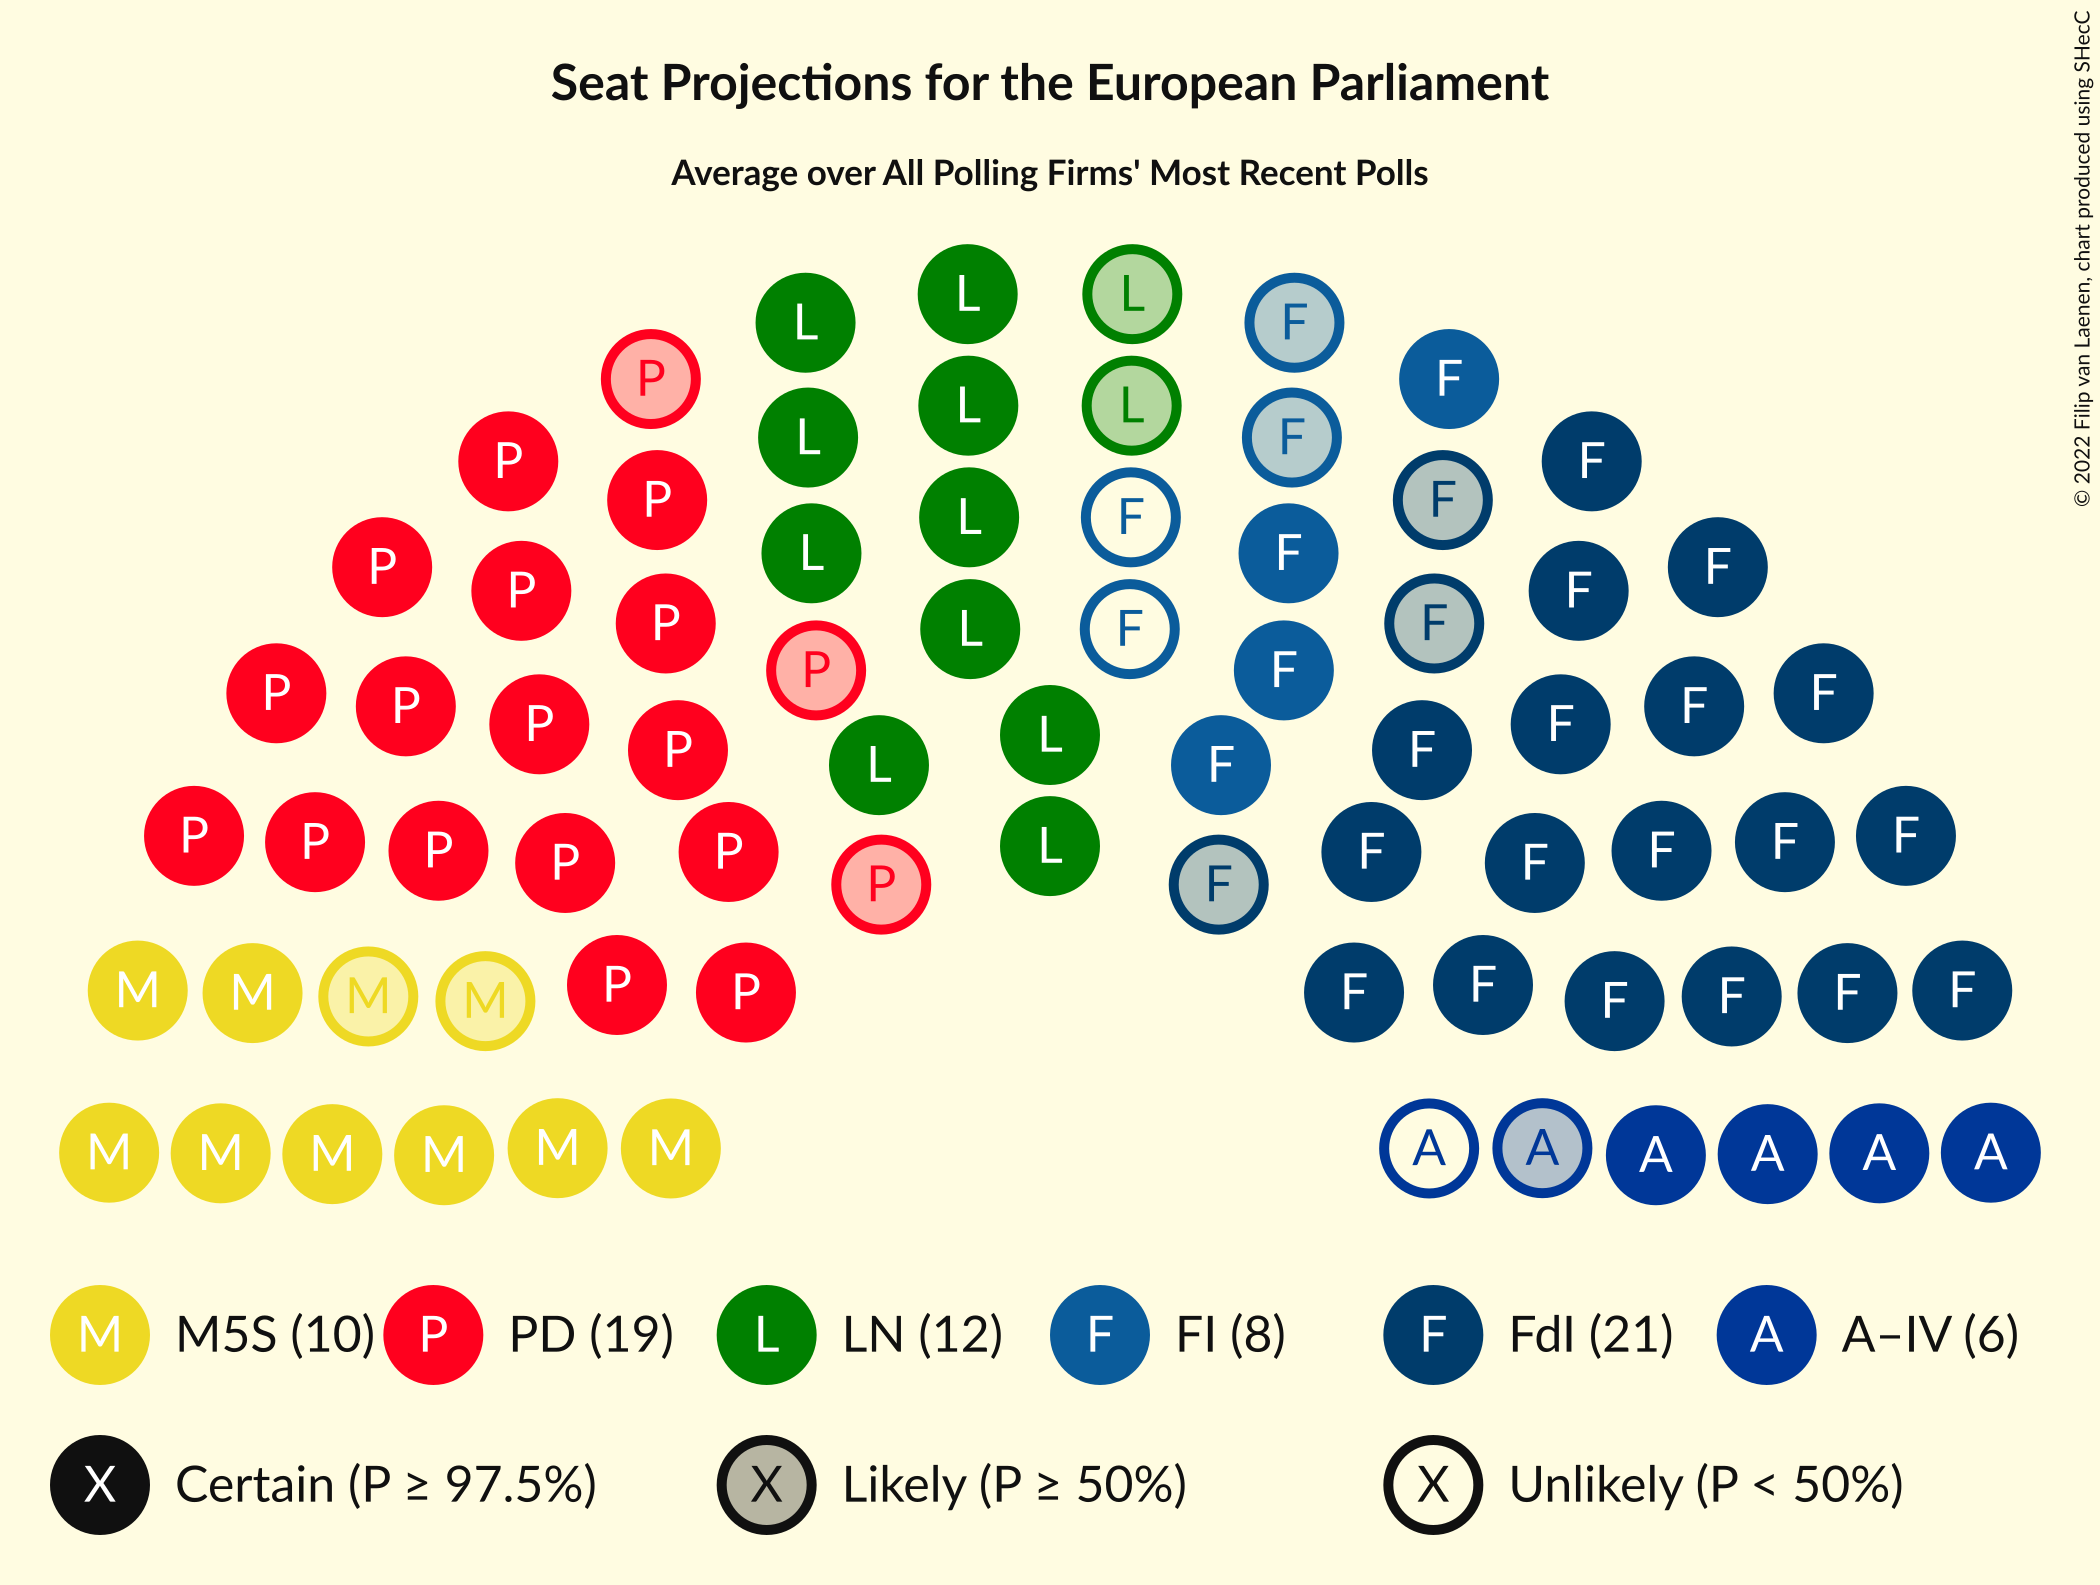 Seat Projections for the European Parliament
Average over All Polling Firms' Most Recent Polls
© 2022 Filip van Laenen, chart produced using SHecC
L L
L L F
P F
L L
P L F F
P P F F
L F
P L F F
P P F F
P L F F
P P F
P P P L F F F F
P P F F
L F
P P F F
P P P P P L F F F F F
P F
M M M M P P F F F F F F
M M M M M M A A A A A A
M M5S (10) P PD (19) L LN (12) F FI (8) F FdI (21) A A–IV (6)
X Certain (P ≥ 97.5%) X Likely (P ≥ 50%) X Unlikely (P < 50%)